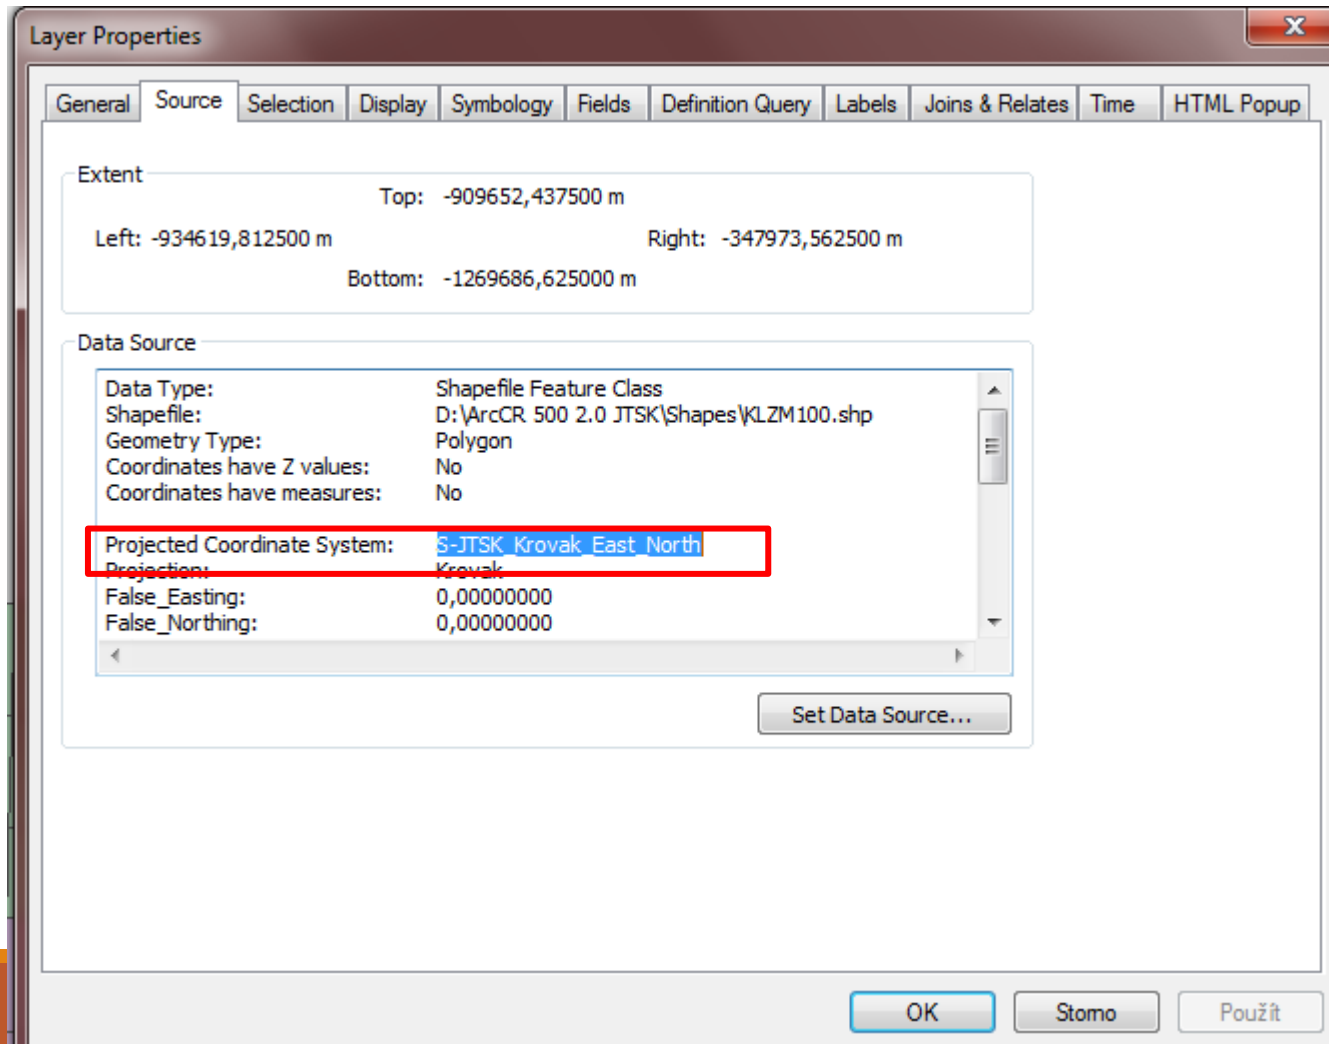 Layer Properties
General Source Selection Display Symbology Fields Definition Query Labels Joins & Relates Time HTML Popup
Extent
Top: -909652,437500 m
Left: -934619,812500 m Right: -347973,562500 m
Bottom: -1269686,625000 m
Data Source
Data Type: Shapefile Feature Class
Shapefile: D:\ArcCR 500 2.0 JTSK\Shapes\KLZM100.shp
Geometry Type: Polygon
Coordinates have Z values: No
Coordinates have measures: No
Projected Coordinate System: S-JTSK_Krovak_East_North
Projection: Krovak
False_Easting: 0,00000000
False_Northing: 0,00000000
Set Data Source...
OK Storno Použít